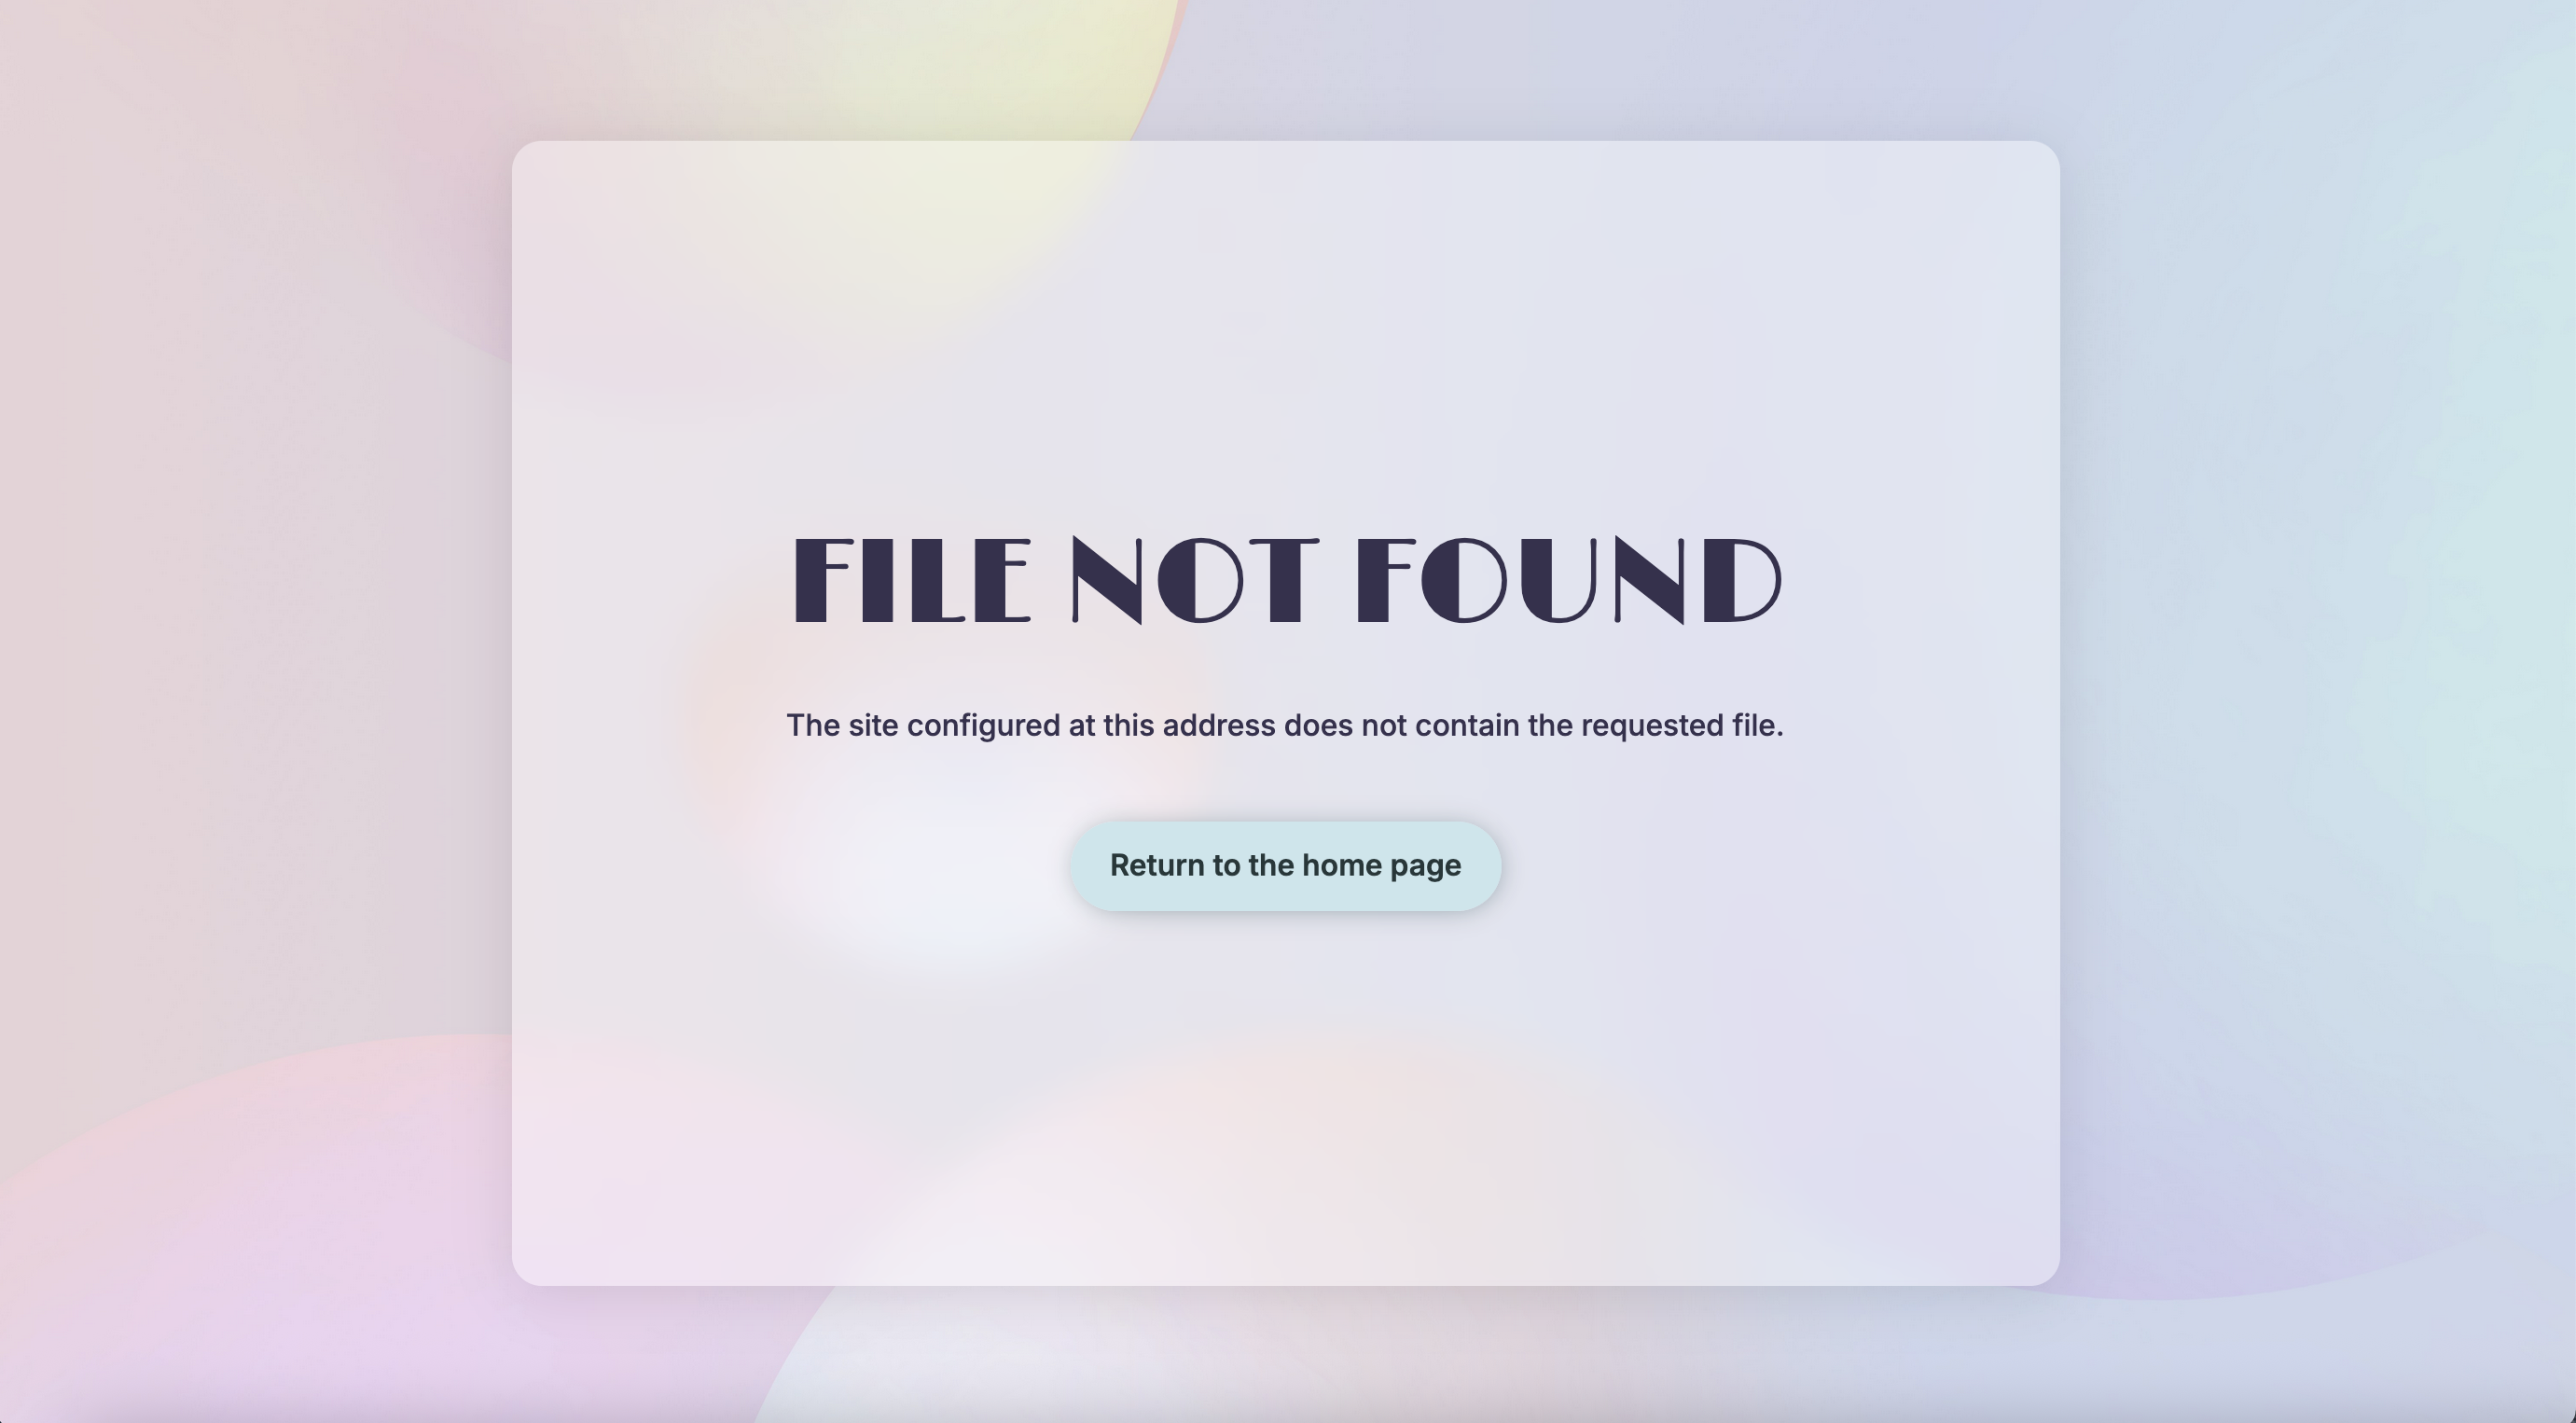 FILE NOT FOUND
The site configured at this address does not contain the requested file.
Return to the home page